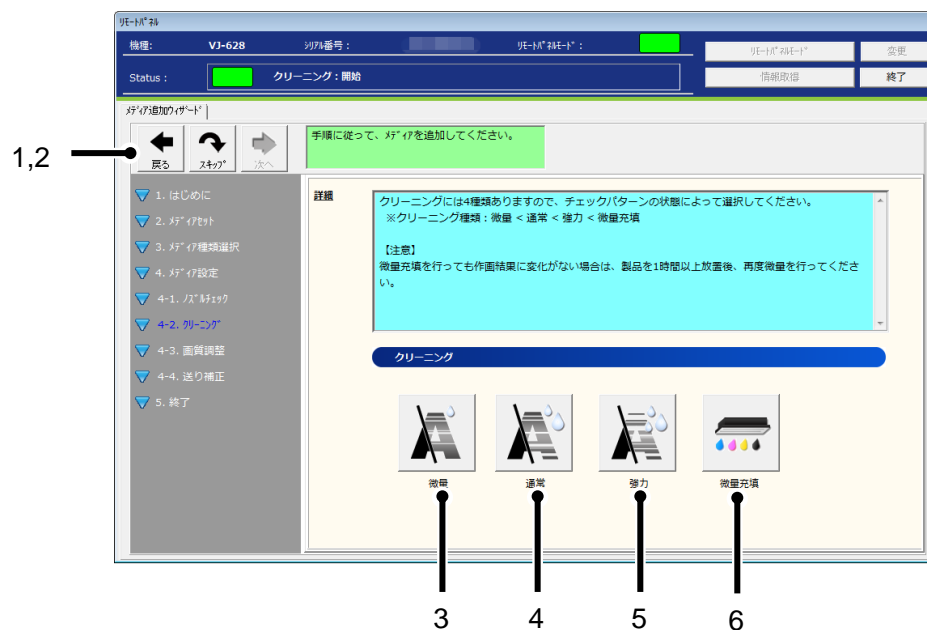 ﾘﾓｰﾄﾊﾟﾈﾙ
機種: VJ-628 ｼﾘｱﾙ番号： ﾘﾓｰﾄﾊﾟﾈﾙﾓｰﾄﾞ： ﾘﾓｰﾄﾊﾟﾈﾙﾓｰﾄﾞ 変更
Status： クリーニング：開始 情報取得 終了
ﾒﾃﾞｨｱ追加ｳｨｻﾞｰﾄﾞ
戻る ｽｷｯﾌﾟ 次へ
手順に従って、ﾒﾃﾞｨｱを追加してください。
1,2
1. はじめに
2. ﾒﾃﾞｨｱｾｯﾄ
3. ﾒﾃﾞｨｱ種類選択
4. ﾒﾃﾞｨｱ設定
4-1. ﾉｽﾞﾙﾁｪｯｸ
4-2. ｸﾘｰﾆﾝｸﾞ
4-3. 画質調整
4-4. 送り補正
5. 終了
詳細
クリーニングには4種類ありますので、チェックパターンの状態によって選択してください。
※クリーニング種類：微量 < 通常 < 強力 < 微量充填
【注意】
微量充填を行っても作画結果に変化がない場合は、製品を1時間以上放置後、再度微量を行ってくださ
い。
クリーニング
微量 通常 強力 微量充填
3 4 5 6